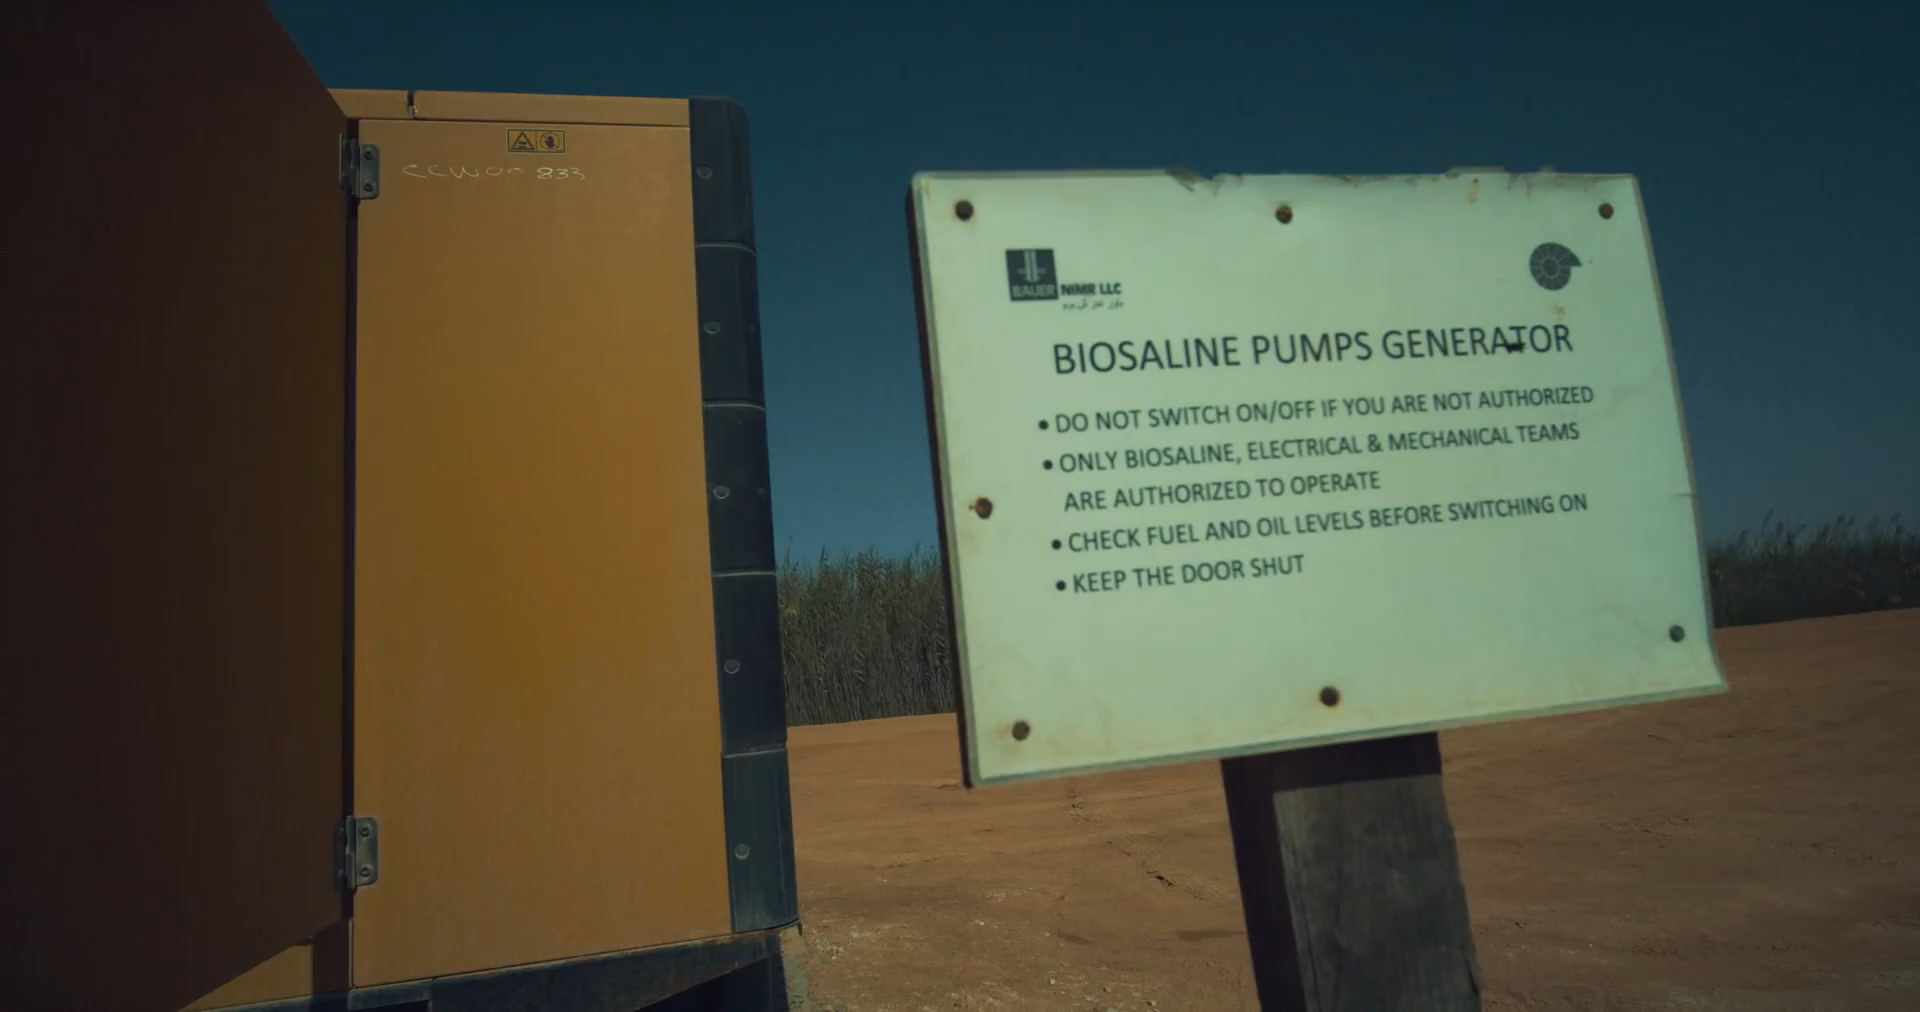 833
BAUER NIMR LLC
BIOSALINE PUMPS GENERATOR
• DO NOT SWITCH ON/OFF IF YOU ARE NOT AUTHORIZED
• ONLY BIOSALINE, ELECTRICAL & MECHANICAL TEAMS
ARE AUTHORIZED TO OPERATE
• CHECK FUEL AND OIL LEVELS BEFORE SWITCHING ON
• KEEP THE DOOR SHUT